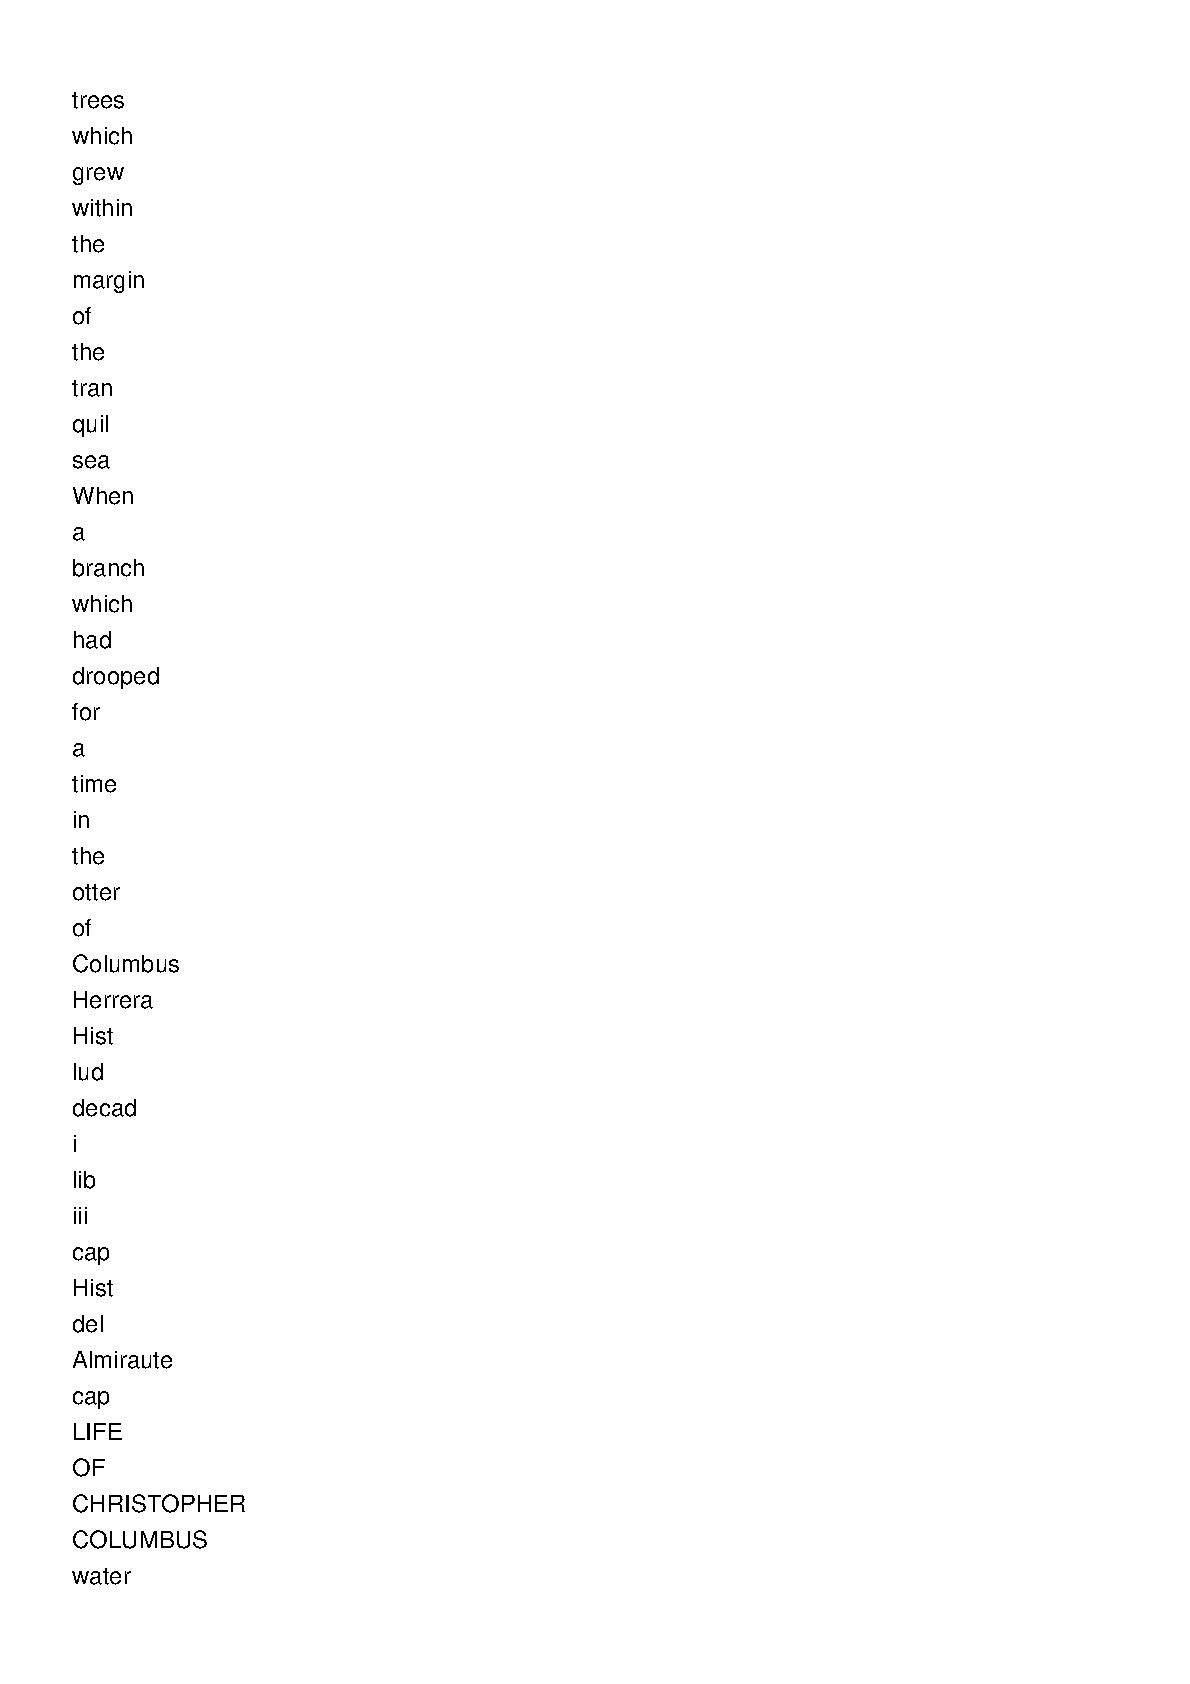 trees
which
grew
within
the
margin
of
the
tran
quil
sea
When
a
branch
which
had
drooped
for
a
time
in
the
otter
of
Columbus
Herrera
Hist
lud
decad
i
lib
iii
cap
Hist
del
Almiraute
cap
LIFE
OF
CHRISTOPHER
COLUMBUS
water